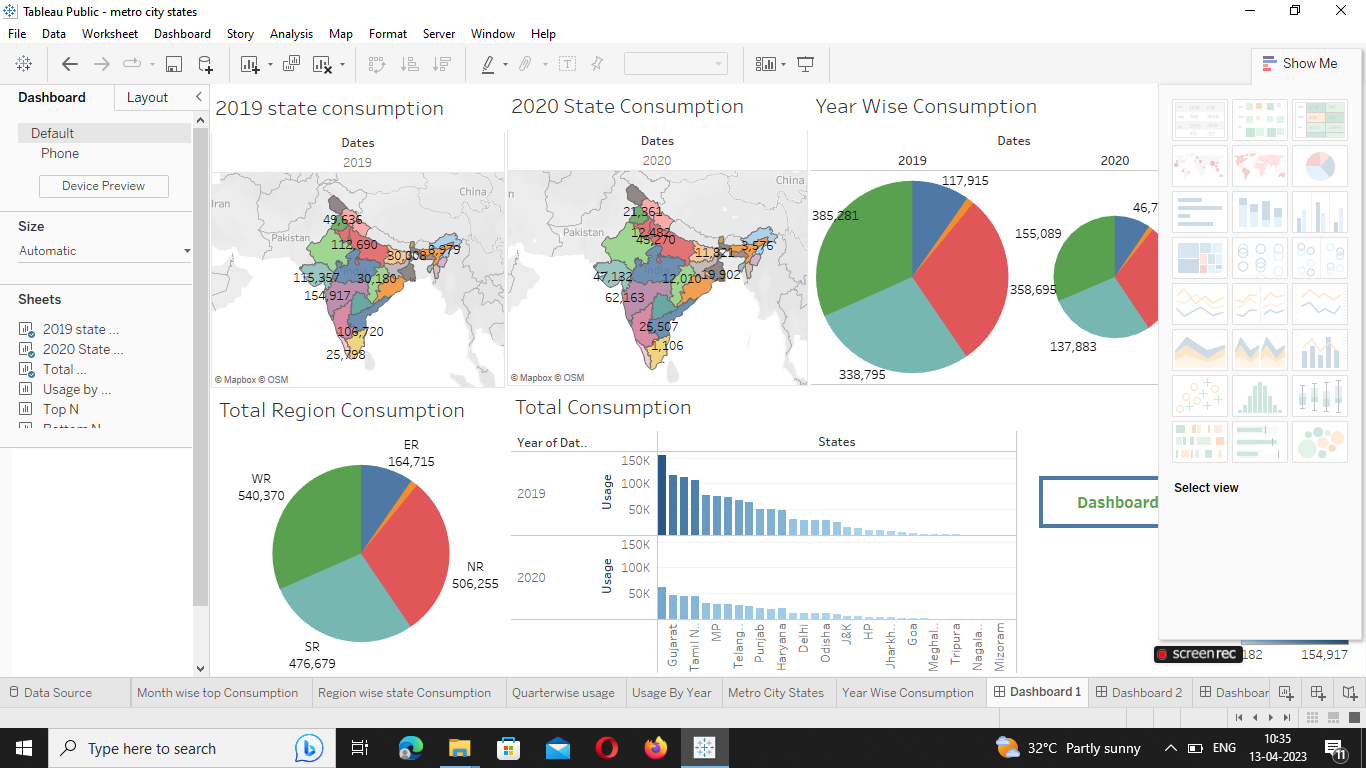 Tableau Public - metro city states
File Data Worksheet Dashboard Story Analysis Map Format Server Window Help
Show Me
Dashboard Layout
Default
Phone
Device Preview
Size
Automatic
Sheets
2019 state ...
2020 State ...
Total ...
Usage by ...
Top N
2019 state consumption
Dates
2019
Iran
China
Pakistan
49,636
112,690
30,008
8,979
115,357
30,180
154,917
106,720
25,798
© Mapbox © OSM
2020 State Consumption
Dates
2020
China
Pakistan
India
21,361
12,482
45,270
11,821
3,576
47,132
12,010
19,902
62,163
25,507
1,106
© Mapbox © OSM
Year Wise Consumption
Dates
2019 2020
117,915
385,281
358,695
338,795
46,7
155,089
137,883
Total Region Consumption
ER
164,715
WR
540,370
NR
506,255
SR
476,679
Total Consumption
Year of Dat.. States
2019
Usage
150K
100K
50K
2020
Usage
150K
100K
50K
Gujarat
Tamil N..
MP
Telang..
Punjab
Haryana
Delhi
Odisha
J&K
HP
Jharkh..
Goa
Meghal..
Tripura
Nagala..
Mizoram
Dashboard
Select view
screenrec
182 154,917
Data Source Month wise top Consumption Region wise state Consumption Quarterwise usage Usage By Year Metro City States Year Wise Consumption Dashboard 1 Dashboard 2 Dashboar
Type here to search
32°C Partly sunny
ENG
10:35
13-04-2023
11